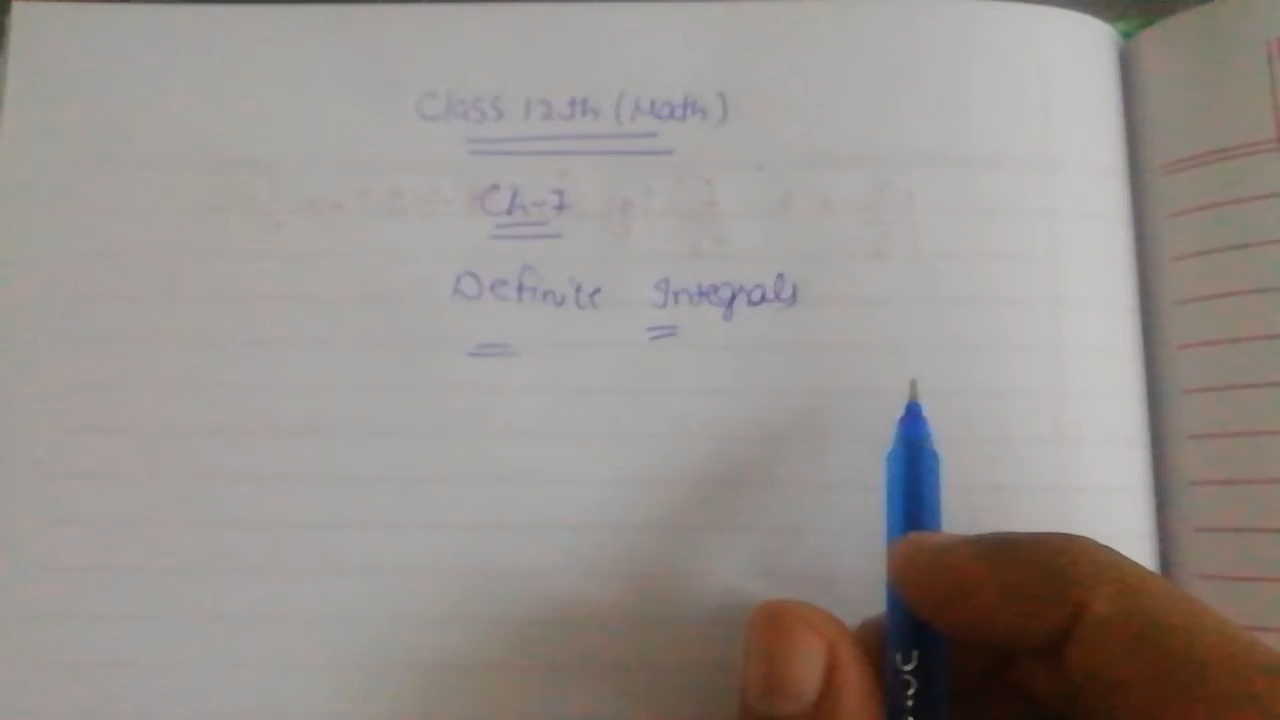 Class 12th (Math)
Ch-7
Definite Integrals